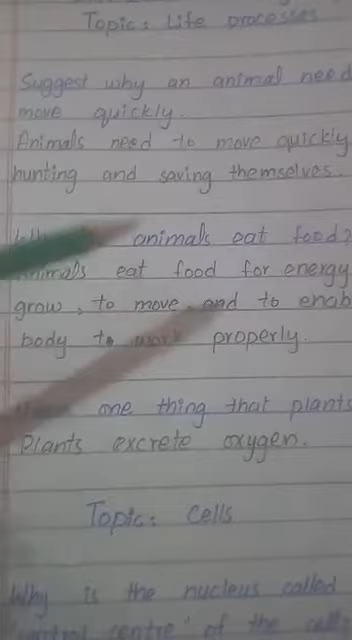 Topic: Life processes
Suggest why an animal need
move quickly.
Animals need to move quickly
hunting and saving themselves.
animals eat food?
Animals eat food for energy
grow, to move and to enab
body to work properly.
one thing that plants
Plants excrete oxygen.
Topic: Cells
Why is the nucleus called
centre" of the cell